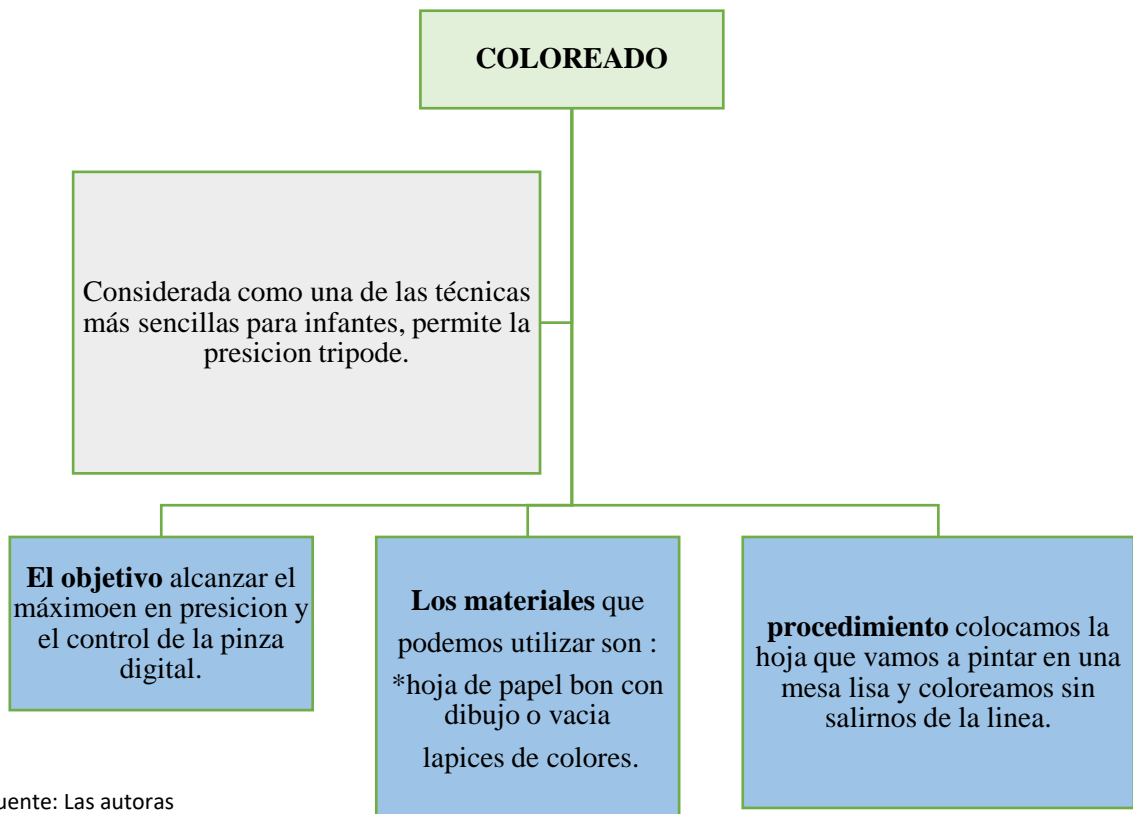 COLOREADO
Considerada como una de las técnicas
más sencillas para infantes, permite la
presicion tripode.
El objetivo alcanzar el
máximoen en presicion y
el control de la pinza
digital.
Los materiales que
podemos utilizar son :
*hoja de papel bon con
dibujo o vacia
lapices de colores.
procedimiento colocamos la
hoja que vamos a pintar en una
mesa lisa y coloreamos sin
salirnos de la linea.
uente: Las autoras